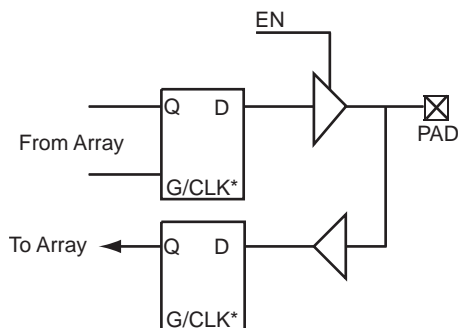 EN
Q D
PAD
From Array
G/CLK*
To Array Q D
G/CLK*